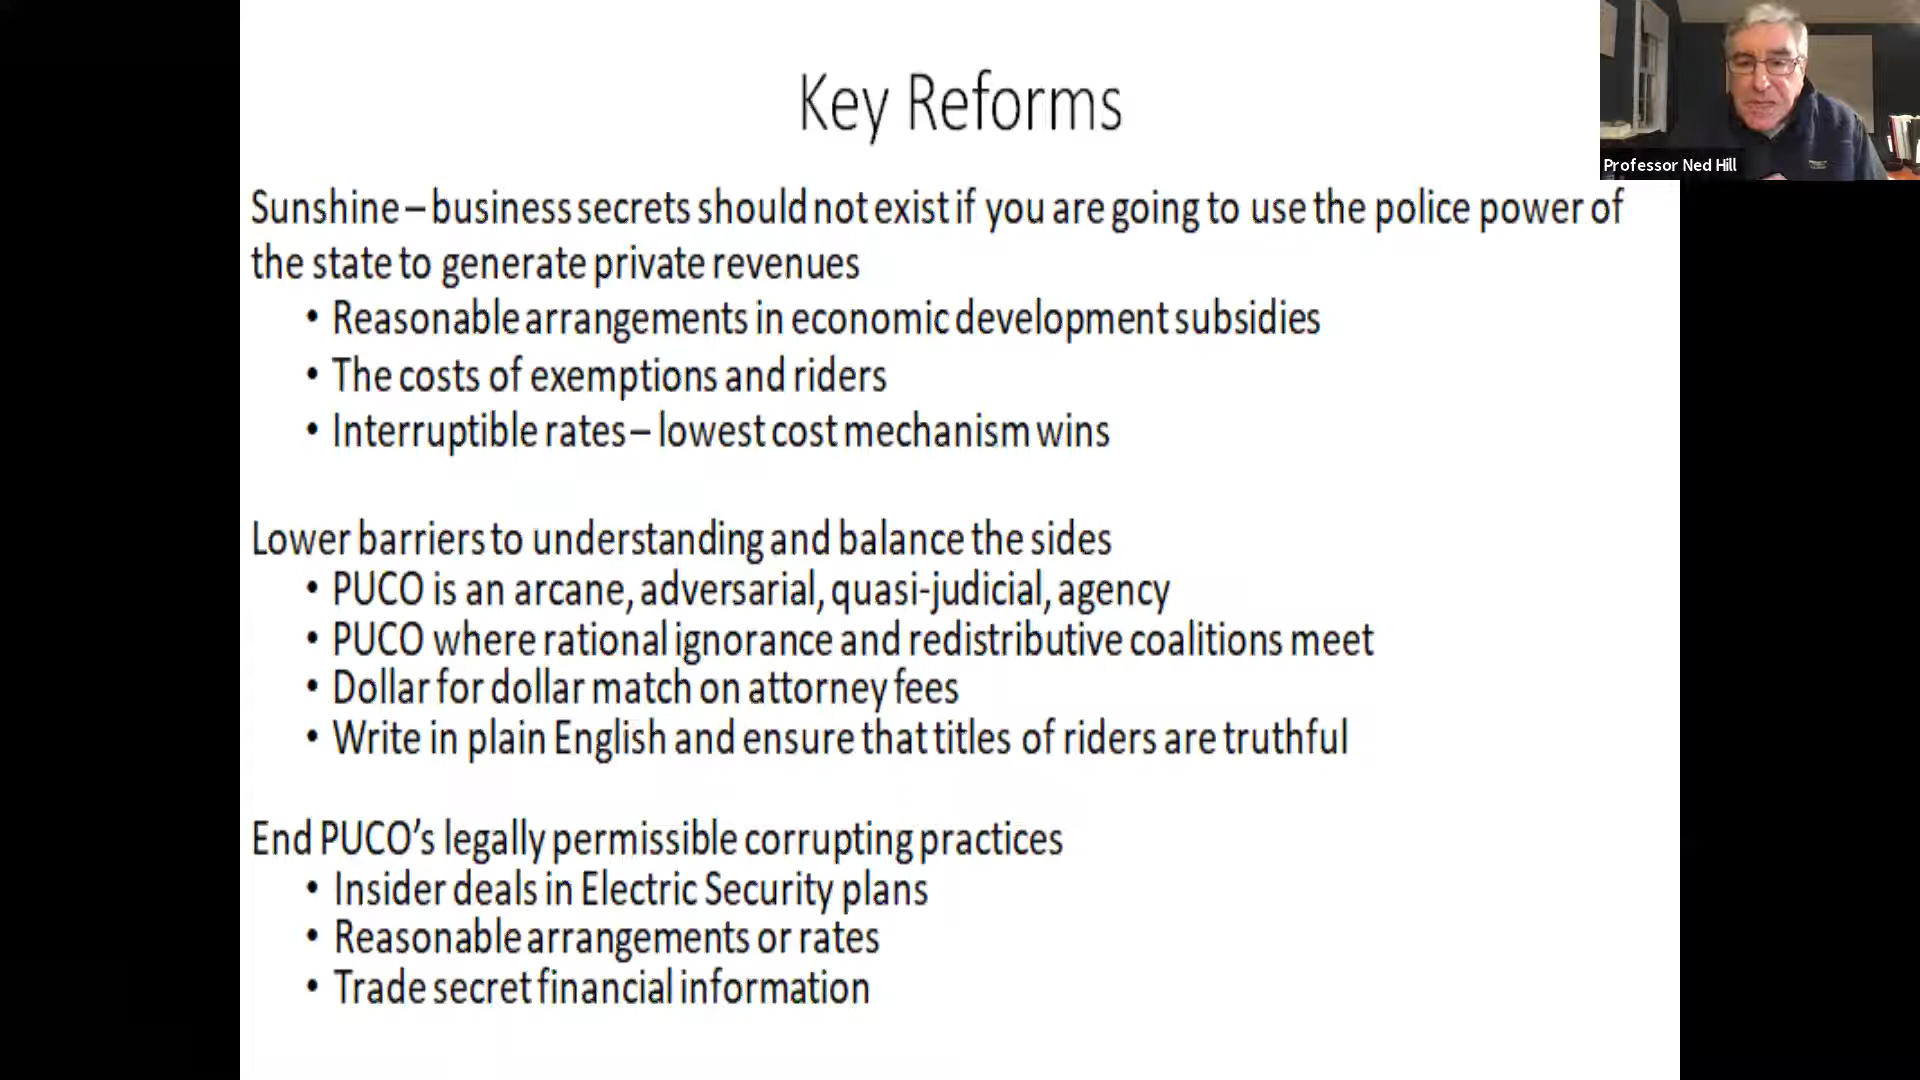 Key Reforms
Professor Ned Hill
Sunshine – business secrets should not exist if you are going to use the police power of
the state to generate private revenues
• Reasonable arrangements in economic development subsidies
• The costs of exemptions and riders
• Interruptible rates – lowest cost mechanism wins
Lower barriers to understanding and balance the sides
• PUCO is an arcane, adversarial, quasi-judicial, agency
• PUCO where rational ignorance and redistributive coalitions meet
• Dollar for dollar match on attorney fees
• Write in plain English and ensure that titles of riders are truthful
End PUCO’s legally permissible corrupting practices
• Insider deals in Electric Security plans
• Reasonable arrangements or rates
• Trade secret financial information